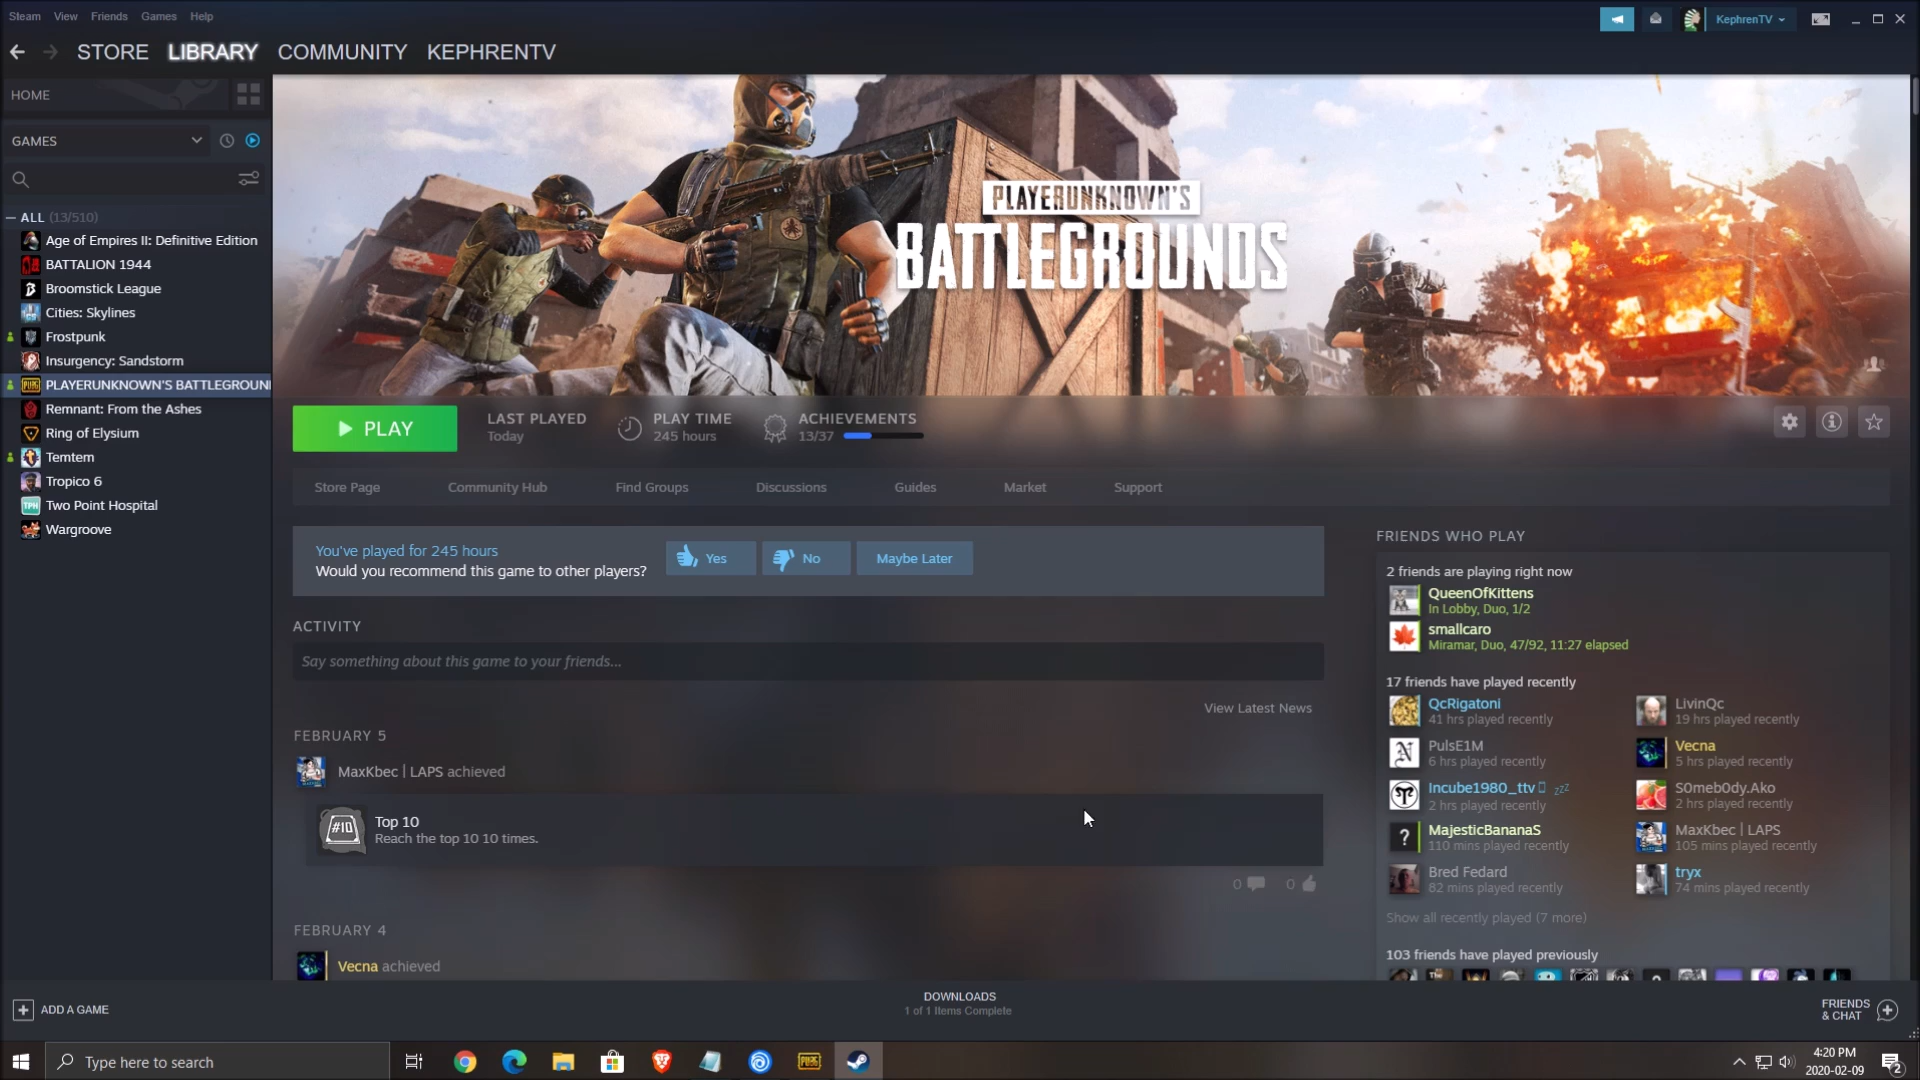 Steam View Friends Games Help
KephrenTV
STORE LIBRARY COMMUNITY KEPHRENTV
HOME
GAMES
ALL (13/510)
Age of Empires II: Definitive Edition
BATTALION 1944
Broomstick League
Cities: Skylines
Frostpunk
Insurgency: Sandstorm
PLAYERUNKNOWN'S BATTLEGROUN
Remnant: From the Ashes
Ring of Elysium
Temtem
Tropico 6
TPH Two Point Hospital
Wargroove
PLAYERUNKNOWN'S
BATTLEGROUNDS
PLAY
LAST PLAYED
Today
PLAY TIME
245 hours
ACHIEVEMENTS
13/37
Store Page Community Hub Find Groups Discussions Guides Market Support
You've played for 245 hours
Would you recommend this game to other players?
Yes No Maybe Later
ACTIVITY
Say something about this game to your friends...
View Latest News
FEBRUARY 5
MaxKbec | LAPS achieved
#10
Top 10
Reach the top 10 10 times.
0 0
FEBRUARY 4
Vecna achieved
FRIENDS WHO PLAY
2 friends are playing right now
QueenOfKittens
In Lobby, Duo, 1/2
smallcaro
Miramar, Duo, 47/92, 11:27 elapsed
17 friends have played recently
QcRigatoni
41 hrs played recently
LivinQc
19 hrs played recently
PulsE1M
6 hrs played recently
Vecna
5 hrs played recently
Incube1980_ttv zzZ
2 hrs played recently
S0meb0dy.Ako
2 hrs played recently
MajesticBananaS
110 mins played recently
MaxKbec | LAPS
105 mins played recently
Bred Fedard
82 mins played recently
tryx
74 mins played recently
Show all recently played (7 more)
103 friends have played previously
ADD A GAME
DOWNLOADS
1 of 1 Items Complete
FRIENDS
& CHAT
Type here to search
4:20 PM
2020-02-09
2